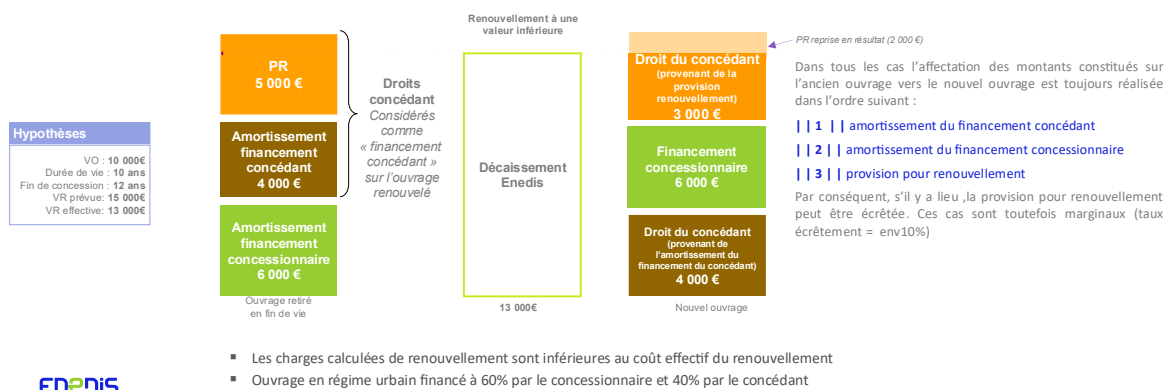 Renouvellement à une
valeur inférieure
Hypothèses
VO : 10 000€
Durée de vie : 10 ans
Fin de concession : 12 ans
VR prévue: 15 000€
VR effective: 13 000€
PR
5 000 €
Amortissement
financement
concédant
4 000 €
Amortissement
financement
concessionnaire
6 000 €
Ouvrage retiré
en fin de vie
Droits
concédant
Considérés
comme
« financement
concédant »
sur l’ouvrage
renouvelé
Décaissement
Enedis
13 000€
Droit du concédant
(provenant de la
provision
renouvellement)
3 000 €
Financement
concessionnaire
6 000 €
Droit du concédant
(provenant de
l’amortissement du
financement du concédant)
4 000 €
Nouvel ouvrage
PR reprise en résultat (2 000 €)
Dans tous les cas l’affectation des montants constitués sur
l’ancien ouvrage vers le nouvel ouvrage est toujours réalisée
dans l’ordre suivant :
| | 1 | | amortissement du financement concédant
| | 2 | | amortissement du financement concessionnaire
| | 3 | | provision pour renouvellement
Par conséquent, s’il y a lieu ,la provision pour renouvellement
peut être écrêtée. Ces cas sont toutefois marginaux (taux
écrêtement = env10%)
▪ Les charges calculées de renouvellement sont inférieures au coût effectif du renouvellement
▪ Ouvrage en régime urbain financé à 60% par le concessionnaire et 40% par le concédant
ENEDIS